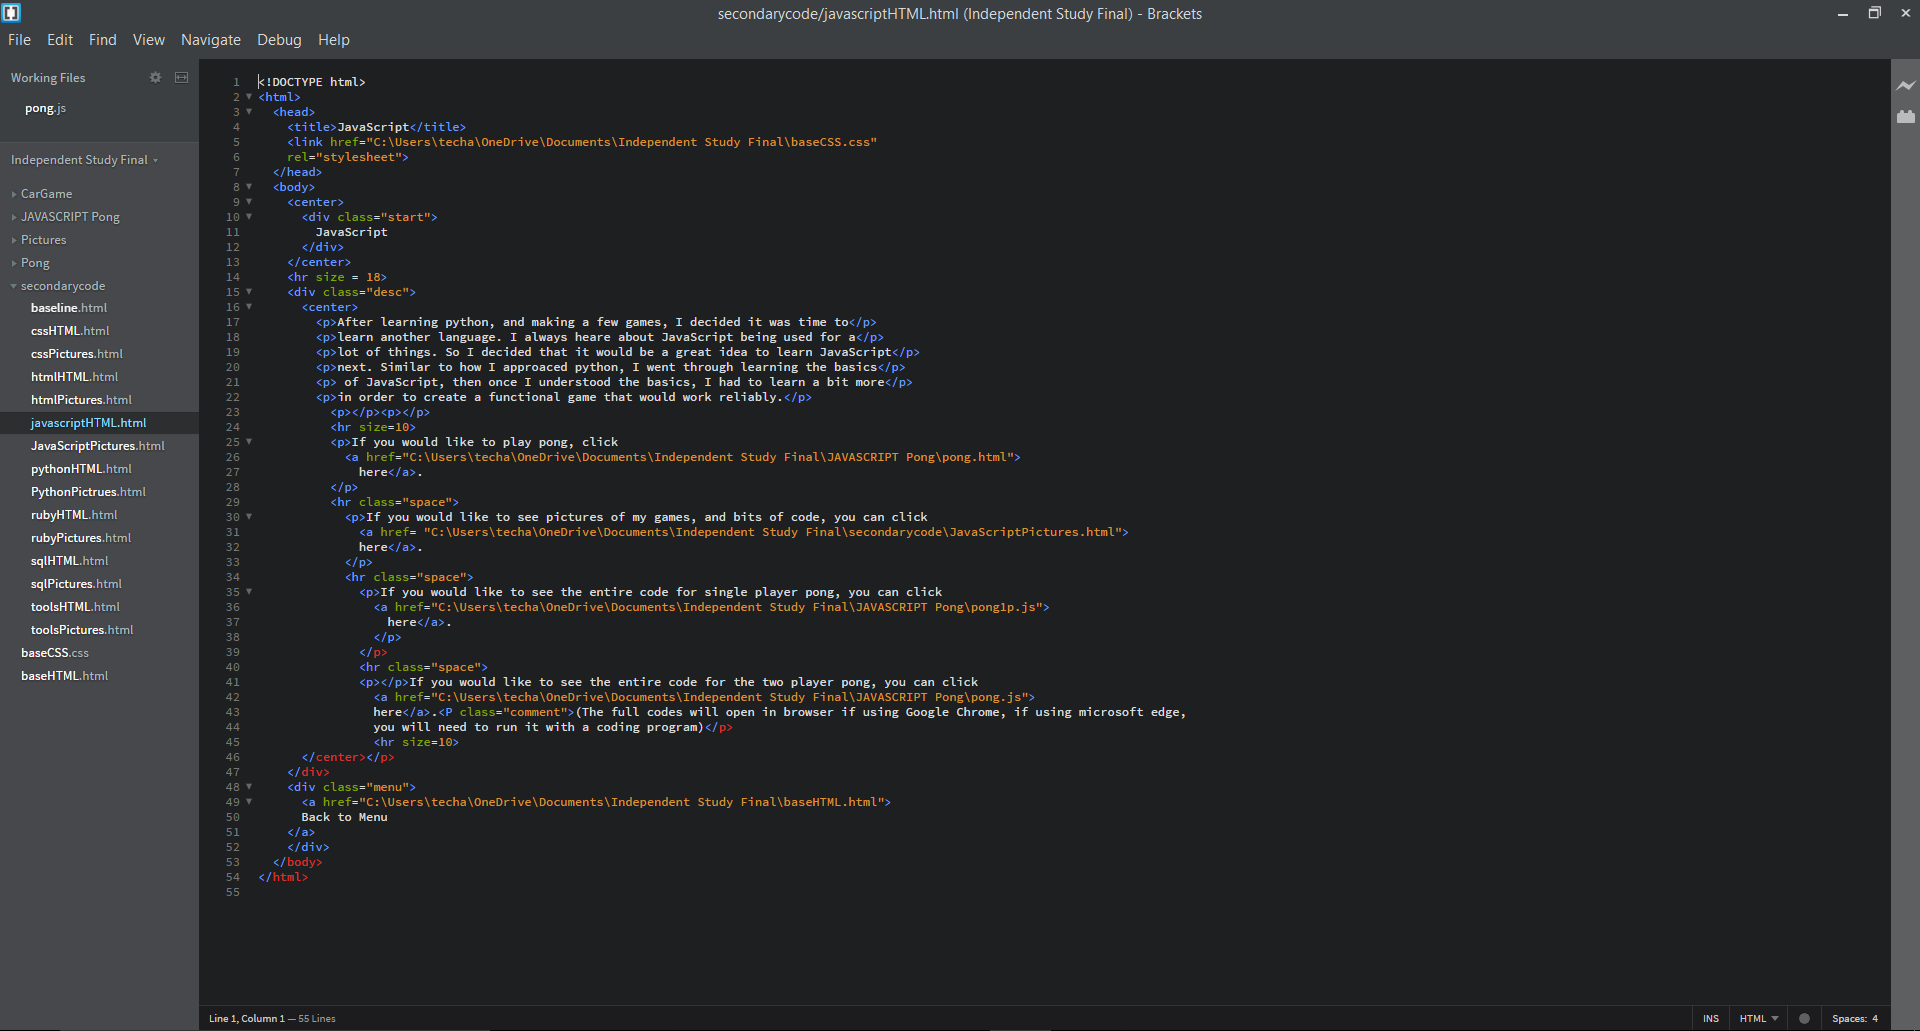 secondarycode/javascriptHTML.html (Independent Study Final) - Brackets
File Edit Find View Navigate Debug Help
Working Files
pong.js
Independent Study Final
CarGame
JAVASCRIPT Pong
Pictures
Pong
secondarycode
baseline.html
cssHTML.html
cssPictures.html
htmlHTML.html
htmlPictures.html
javascriptHTML.html
JavaScriptPictures.html
pythonHTML.html
PythonPictrues.html
rubyHTML.html
rubyPictures.html
sqlHTML.html
sqlPictures.html
toolsHTML.html
toolsPictures.html
baseCSS.css
baseHTML.html
1 <!DOCTYPE html>
2 <html>
3 <head>
4 <title>JavaScript</title>
5 <link href="C:\Users\techa\OneDrive\Documents\Independent Study Final\baseCSS.css"
6 rel="stylesheet">
7 </head>
8 <body>
9 <center>
10 <div class="start">
11 JavaScript
12 </div>
13 </center>
14 <hr size = 18>
15 <div class="desc">
16 <center>
17 <p>After learning python, and making a few games, I decided it was time to</p>
18 <p>learn another language. I always heare about JavaScript being used for a</p>
19 <p>lot of things. So I decided that it would be a great idea to learn JavaScript</p>
20 <p>next. Similar to how I approaced python, I went through learning the basics</p>
21 <p> of JavaScript, then once I understood the basics, I had to learn a bit more</p>
22 <p>in order to create a functional game that would work reliably.</p>
23 <p></p><p></p>
24 <hr size=10>
25 <p>If you would like to play pong, click
26 <a href="C:\Users\techa\OneDrive\Documents\Independent Study Final\JAVASCRIPT Pong\pong.html">
27 here</a>.
28 </p>
29 <hr class="space">
30 <p>If you would like to see pictures of my games, and bits of code, you can click
31 <a href= "C:\Users\techa\OneDrive\Documents\Independent Study Final\secondarycode\JavaScriptPictures.html">
32 here</a>.
33 </p>
34 <hr class="space">
35 <p>If you would like to see the entire code for single player pong, you can click
36 <a href="C:\Users\techa\OneDrive\Documents\Independent Study Final\JAVASCRIPT Pong\pong1p.js">
37 here</a>.
38 </p>
39 </p>
40 <hr class="space">
41 <p></p>If you would like to see the entire code for the two player pong, you can click
42 <a href="C:\Users\techa\OneDrive\Documents\Independent Study Final\JAVASCRIPT Pong\pong.js">
43 here</a>.<P class="comment">(The full codes will open in browser if using Google Chrome, if using microsoft edge,
44 you will need to run it with a coding program)</p>
45 <hr size=10>
46 </center></p>
47 </div>
48 <div class="menu">
49 <a href="C:\Users\techa\OneDrive\Documents\Independent Study Final\baseHTML.html">
50 Back to Menu
51 </a>
52 </div>
53 </body>
54 </html>
55
Line 1, Column 1 — 55 Lines
INS HTML Spaces: 4